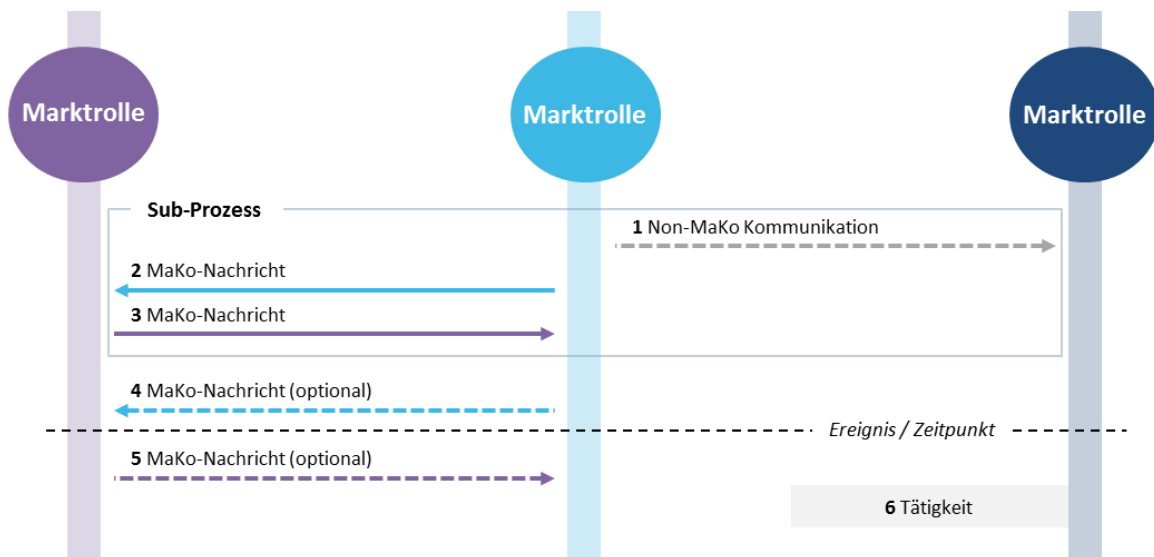 Marktrolle
Marktrolle
Marktrolle
Sub-Prozess
1 Non-MaKo Kommunikation
2 MaKo-Nachricht
3 MaKo-Nachricht
4 MaKo-Nachricht (optional)
Ereignis / Zeitpunkt
5 MaKo-Nachricht (optional)
6 Tätigkeit